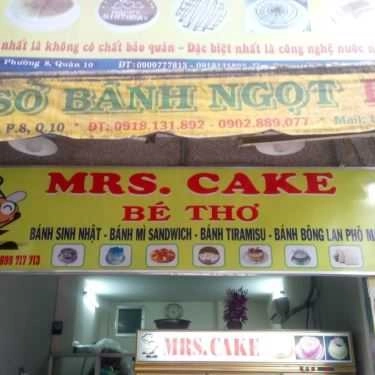 nhất là không có chất bảo quản - Đặc biệt nhất là công nghệ nước n
Phường 8, Quận 10 ĐT: 0909777813 -
SỞ BÁNH NGỌT
P.8, Q.10 * ĐT: 0918.131.892 - 0902.889.077 * Mail:
MRS. CAKE
BÉ THƠ
BÁNH SINH NHẬT - BÁNH MÌ SANDWICH - BÁNH TIRAMISU - BÁNH BÔNG LAN PHÔ MA
MRS. CAKE